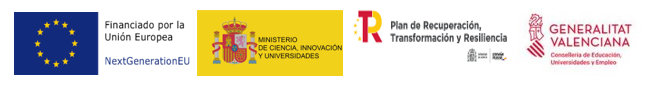 Financiado por la
Unión Europea
NextGenerationEU
MINISTERIO
DE CIENCIA, INNOVACIÓN
Y UNIVERSIDADES
Plan de Recuperación,
Transformación y Resiliencia
GENERALITAT
VALENCIANA
Conselleria de Educación,
Universidades y Empleo